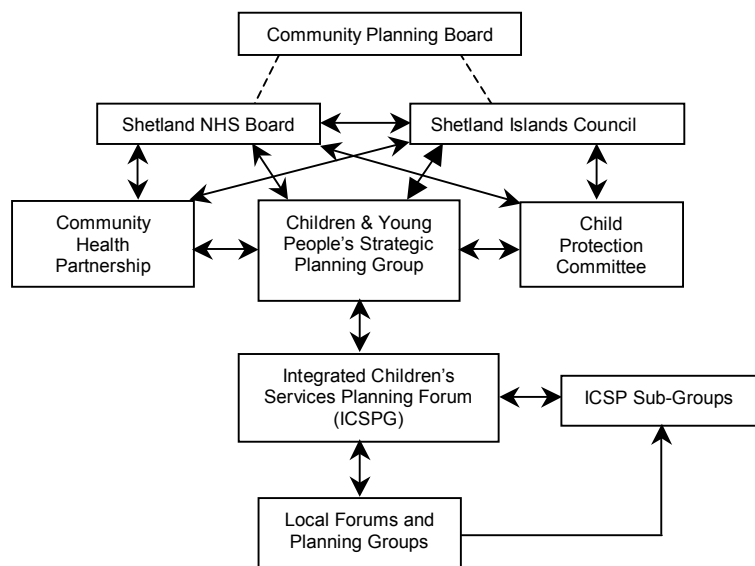 Community Planning Board
Shetland NHS Board
Shetland Islands Council
Community
Health
Partnership
Children & Young
People’s Strategic
Planning Group
Child
Protection
Committee
Integrated Children’s
Services Planning Forum
(ICSPG)
ICSP Sub-Groups
Local Forums and
Planning Groups